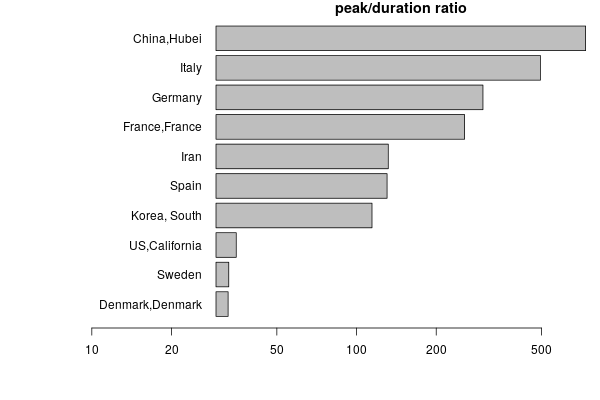 peak/duration ratio
China,Hubei
Italy
Germany
France,France
Iran
Spain
Korea, South
US,California
Sweden
Denmark,Denmark
10 20 50 100 200 500